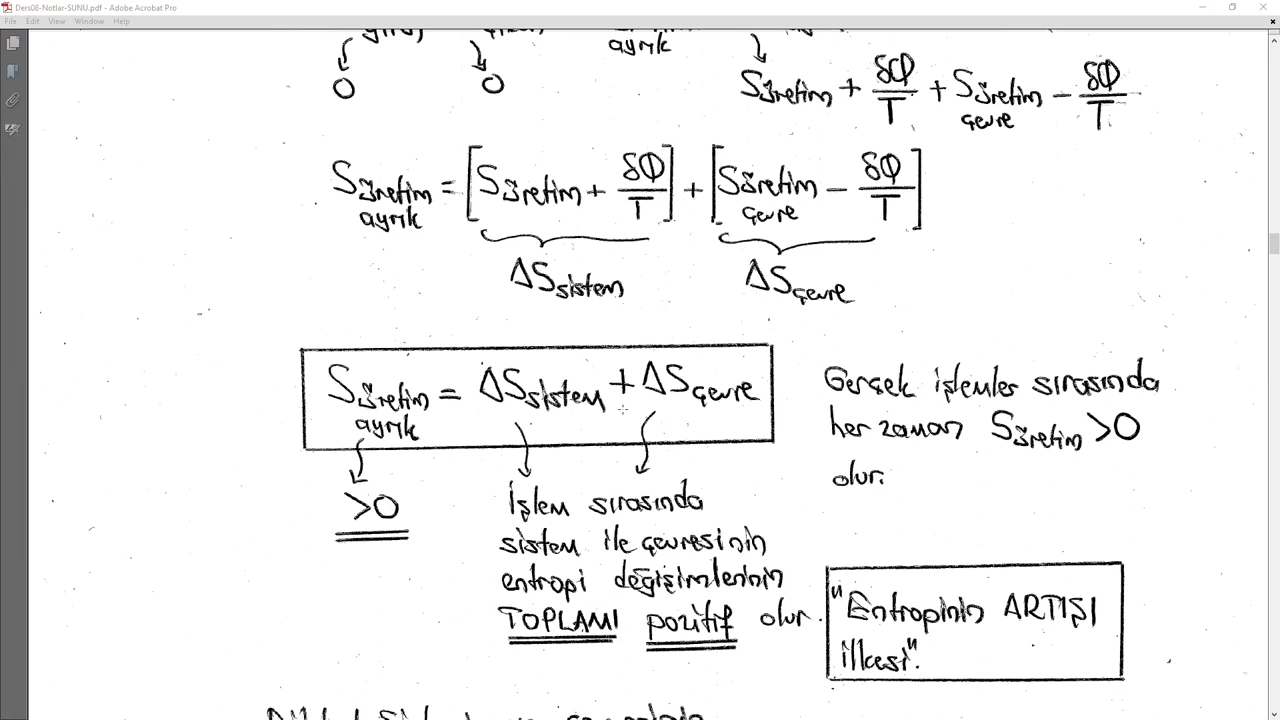 Ders08-Notlar-SUNU.pdf - Adobe Acrobat Pro
File Edit View Window Help
ayrık
0 0 Süretim + δQ/T + Süretim çevre - δQ/T
Süretim ayrık = [Süretim + δQ/T] + [Süretim çevre - δQ/T]
ΔSsistem ΔSçevre
Süretim ayrık = ΔSsistem + ΔSçevre
Gerçek işlemler sırasında
her zaman Süretim >0
olur.
>0
İşlem sırasında
sistem ile çevresinin
entropi değişimlerinin
TOPLAMI pozitif olur.
"Entropinin ARTIŞI
ilkesi".